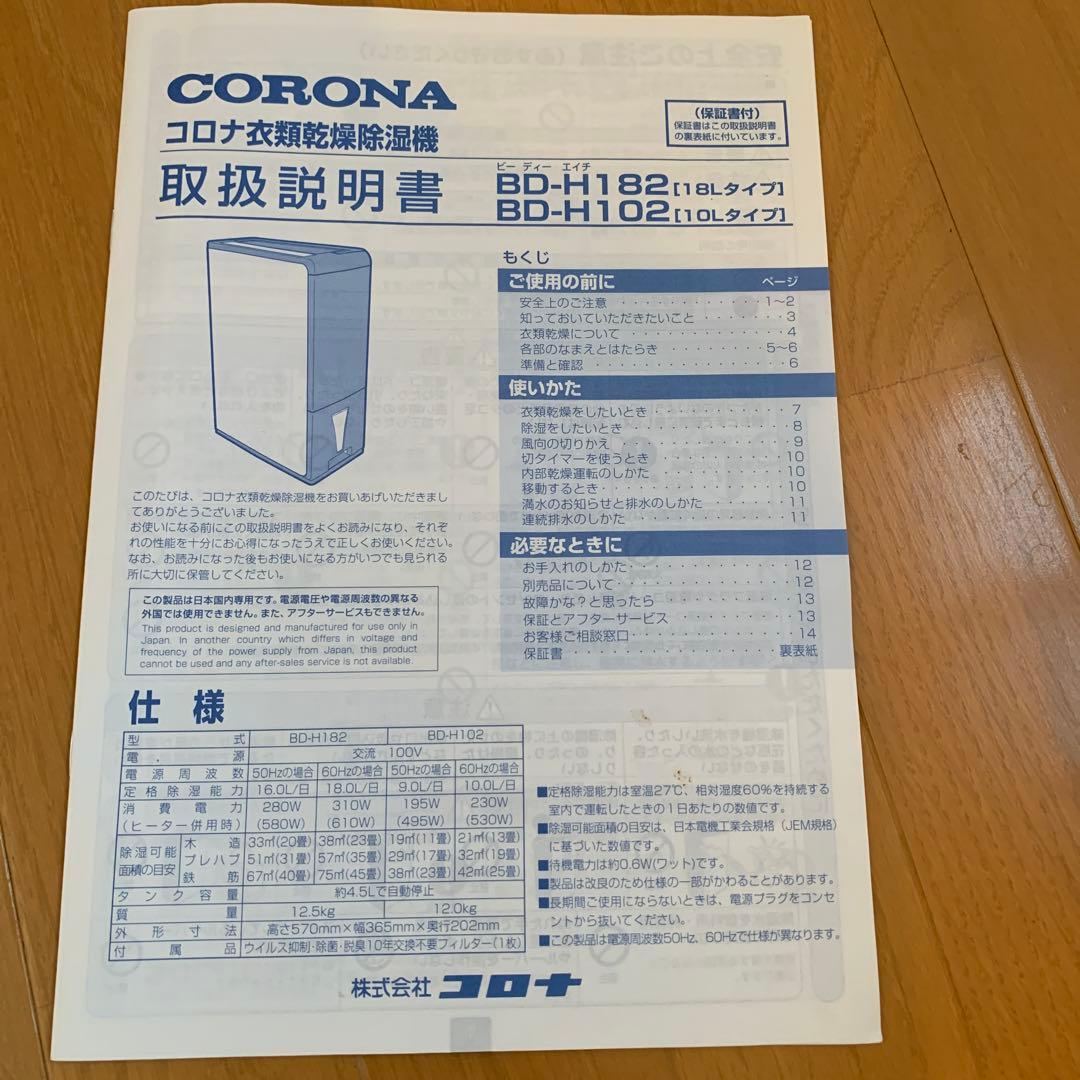 CORONA
コロナ衣類乾燥除湿機
取扱説明書
(保証書付)
保証書はこの取扱説明書
の裏表紙に付いています。
ビー ディー エイチ
BD-H182[18Lタイプ]
BD-H102[10Lタイプ]
もくじ
ご使用の前に ページ
安全上のご注意 ・・・・・・・・・・・・・1~2
知っておいていただきたいこと ・・・・・・・・3
衣類乾燥について ・・・・・・・・・・・・・4
各部のなまえとはたらき ・・・・・・・・・5~6
準備と確認 ・・・・・・・・・・・・・・・・6
使いかた
衣類乾燥をしたいとき ・・・・・・・・・・・7
除湿をしたいとき ・・・・・・・・・・・・・8
風向の切りかえ ・・・・・・・・・・・・・・9
切タイマーを使うとき ・・・・・・・・・・・10
内部乾燥運転のしかた ・・・・・・・・・・・10
移動するとき ・・・・・・・・・・・・・・・10
満水のお知らせと排水のしかた ・・・・・・・11
連続排水のしかた ・・・・・・・・・・・・・11
必要なときに
お手入れのしかた ・・・・・・・・・・・・・12
別売品について ・・・・・・・・・・・・・・12
故障かな?と思ったら ・・・・・・・・・・・13
保証とアフターサービス ・・・・・・・・・・13
お客様ご相談窓口 ・・・・・・・・・・・・・14
保証書 ・・・・・・・・・・・・・・・・裏表紙
このたびは、コロナ衣類乾燥除湿機をお買いあげいただきまし
てありがとうございました。
お使いになる前にこの取扱説明書をよくお読みになり、それぞ
れの性能を十分にお心得になったうえで正しくお使いください。
なお、お読みになった後もお使いになる方がいつでも見られる
所に大切に保管してください。
この製品は日本国内専用です。電源電圧や電源周波数の異なる
外国では使用できません。また、アフターサービスもできません。
This product is designed and manufactured for use only in
Japan. In another country which differs in voltage and
frequency of the power supply from Japan, this product
cannot be used and any after-sales service is not available.
仕様
型式 BD-H182 BD-H102
電源 交流 100V
電源周波数 50Hzの場合 60Hzの場合 50Hzの場合 60Hzの場合
定格除湿能力 16.0L/日 18.0L/日 9.0L/日 10.0L/日
消費電力 280W 310W 195W 230W
(ヒーター併用時) (580W) (610W) (495W) (530W)
除湿可能面積の目安 木造 33㎡(20畳) 38㎡(23畳) 19㎡(11畳) 21㎡(13畳)
プレハブ 51㎡(31畳) 57㎡(35畳) 29㎡(17畳) 32㎡(19畳)
鉄筋 67㎡(40畳) 75㎡(45畳) 38㎡(23畳) 42㎡(25畳)
タンク容量 約4.5Lで自動停止
質量 12.5kg 12.0kg
外形寸法 高さ570mm×幅365mm×奥行202mm
付属品 ウイルス抑制・除菌・脱臭10年交換不要フィルター(1枚)
■定格除湿能力は室温27℃、相対湿度60%を持続する
室内で運転したときの1日あたりの数値です。
■除湿可能面積の目安は、日本電機工業会規格(JEM規格)
に基づいた数値です。
■待機電力は約0.6W(ワット)です。
■製品は改良のため仕様の一部がかわることがあります。
■長期間ご使用にならないときは、電源プラグをコンセ
ントから抜いてください。
■この製品は電源周波数50Hz、60Hzで仕様が異なります。
株式会社 コロナ